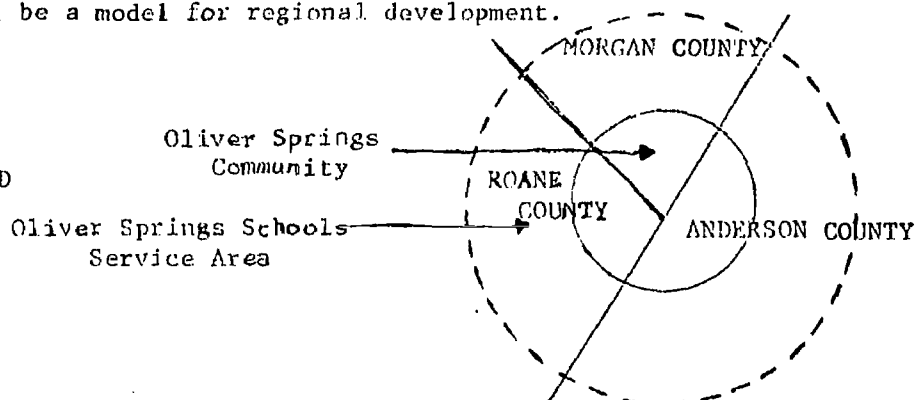 be a model for regional development.
MORGAN COUNTY
Oliver Springs
Community
D
ROANE
COUNTY
Oliver Springs Schools
Service Area
ANDERSON COUNTY